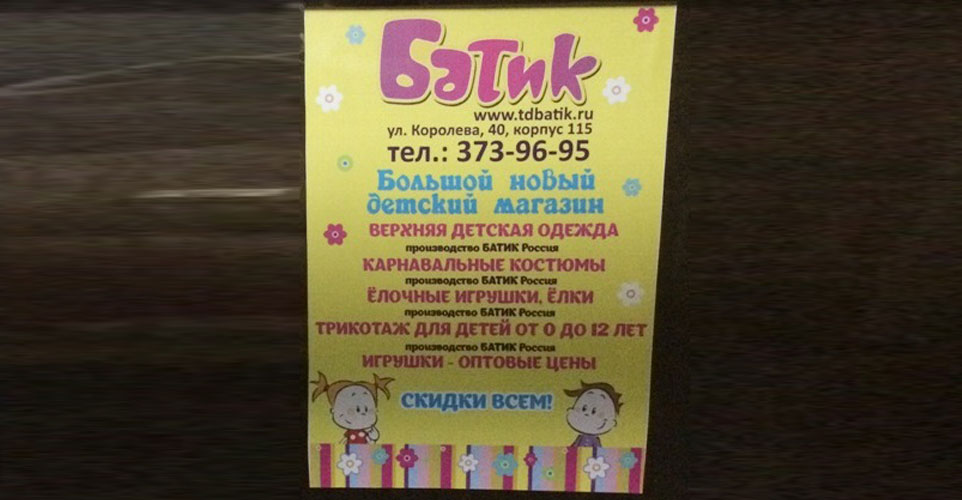 Батик
www.tdbatik.ru
ул. Королева, 40, корпус 115
тел.: 373-96-95
Большой новый
детский магазин
ВЕРХНЯЯ ДЕТСКАЯ ОДЕЖДА
производство БАТИК Россия
КАРНАВАЛЬНЫЕ КОСТЮМЫ
производство БАТИК Россия
ЁЛОЧНЫЕ ИГРУШКИ, ЁЛКИ
производство БАТИК Россия
ТРИКОТАЖ ДЛЯ ДЕТЕЙ ОТ 0 ДО 12 ЛЕТ
производство БАТИК Россия
ИГРУШКИ - ОПТОВЫЕ ЦЕНЫ
СКИДКИ ВСЕМ!